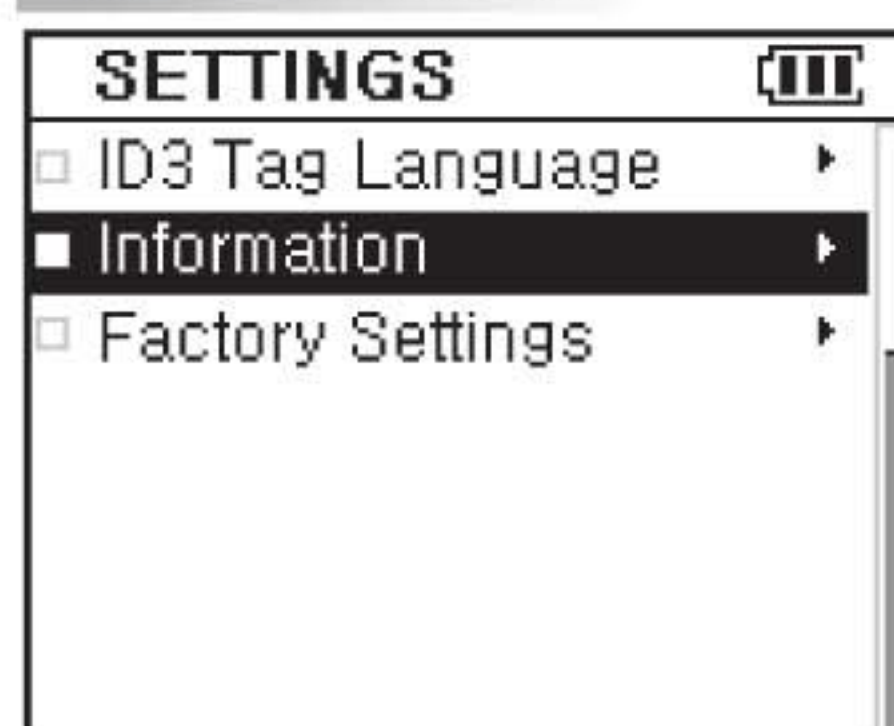 SETTINGS
ID3 Tag Language
Information
Factory Settings